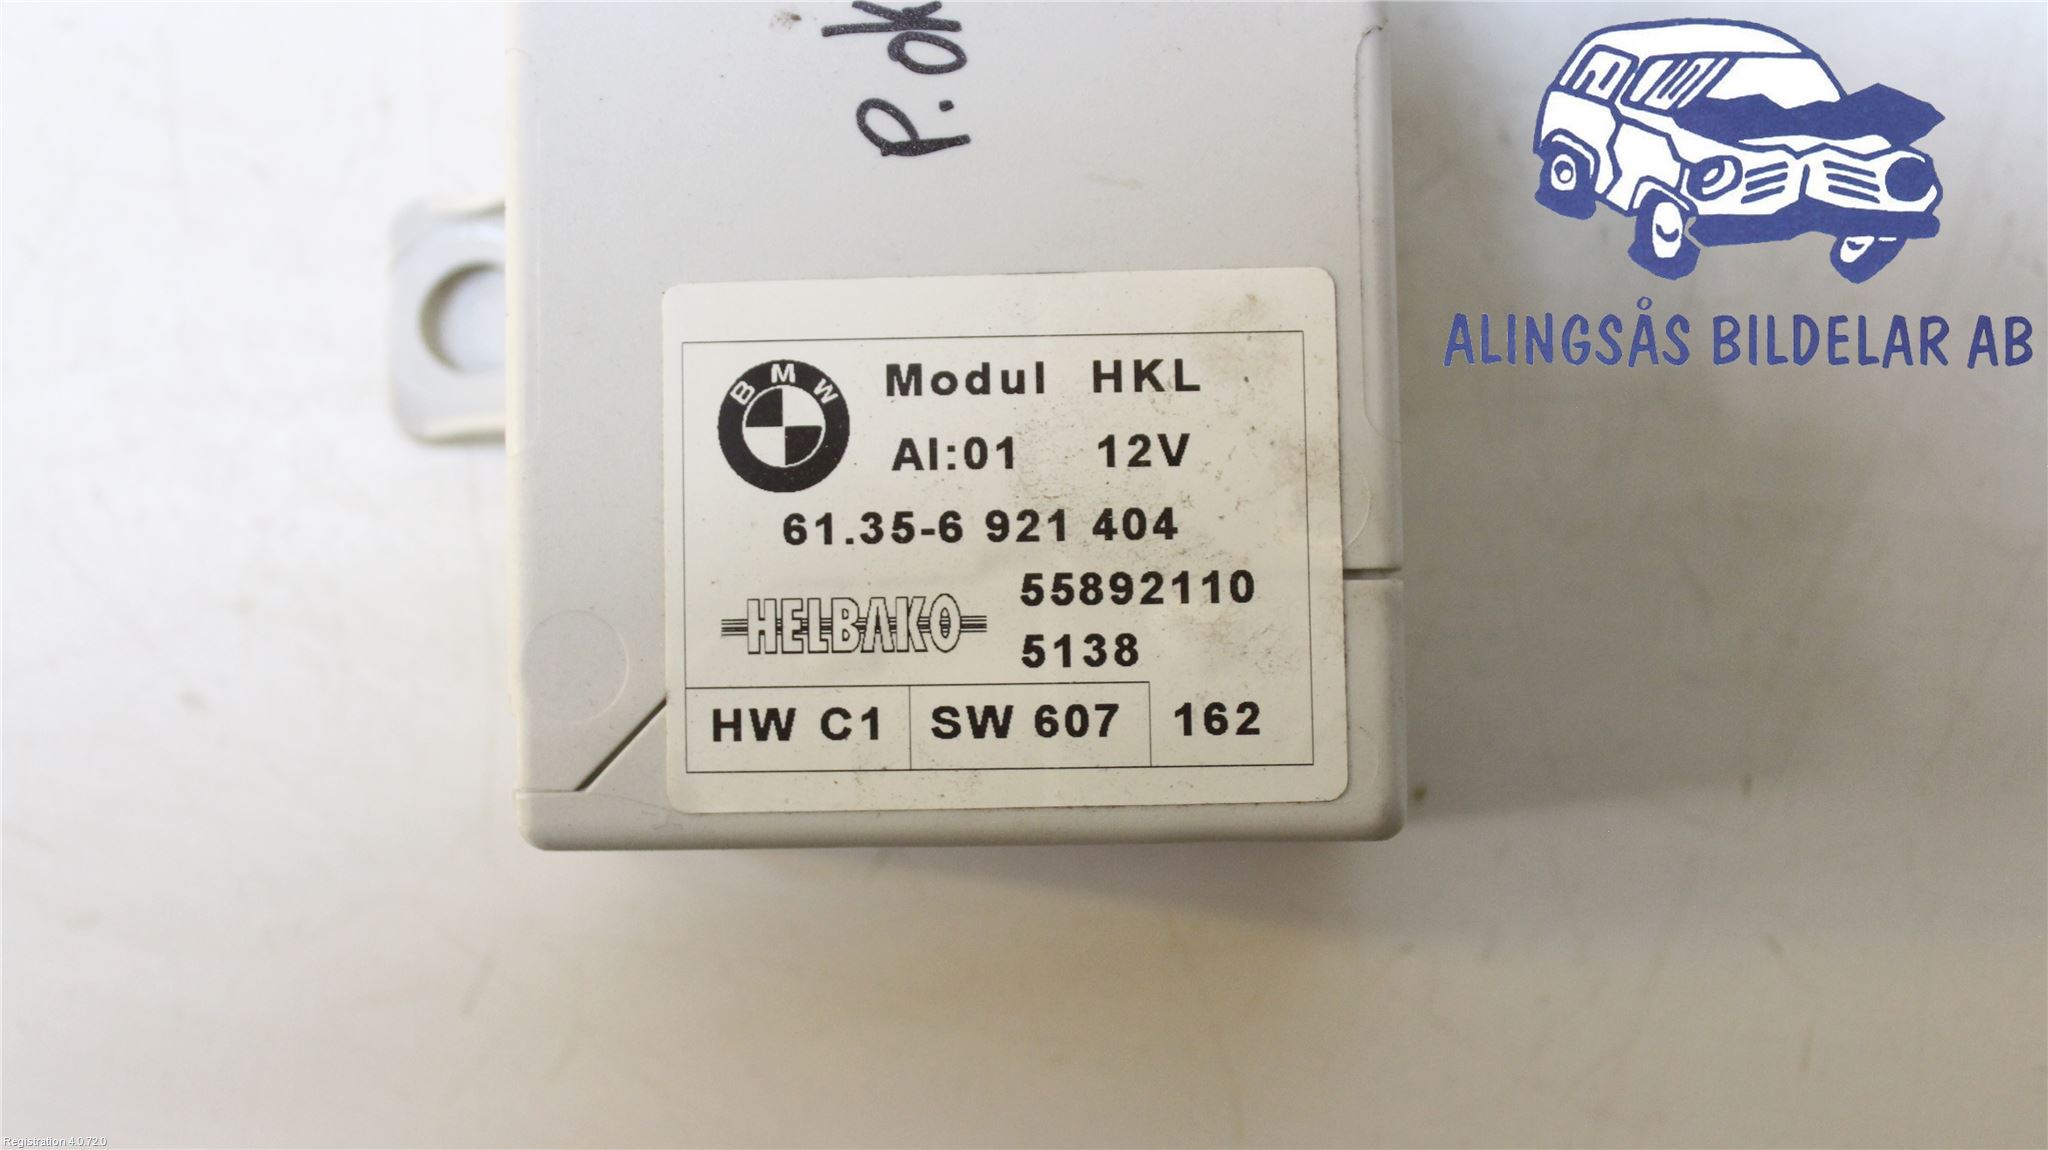 P.ok
ALINGSÅS BILDELAR AB
BMW
Modul HKL
AI:01 12V
61.35-6 921 404
HELBAKO
55892110
5138
HW C1
SW 607
162
Registration 4.0.72.0